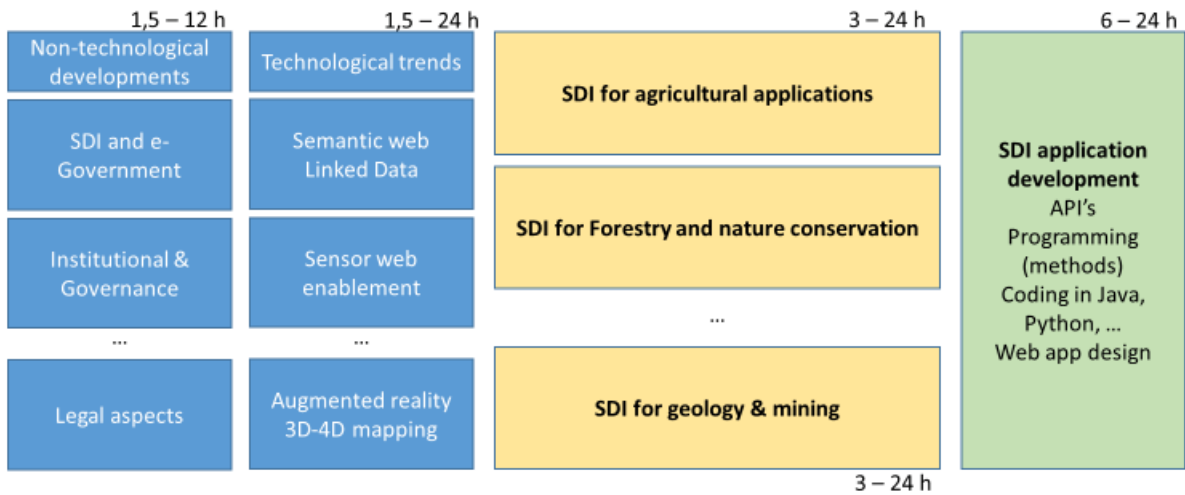 1,5 – 12 h
Non-technological
developments
SDI and e-
Government
Institutional &
Governance
...
Legal aspects
1,5 – 24 h
Technological trends
Semantic web
Linked Data
Sensor web
enablement
...
Augmented reality
3D-4D mapping
3 – 24 h
SDI for agricultural applications
SDI for Forestry and nature conservation
...
SDI for geology & mining
3 – 24 h
6 – 24 h
SDI application
development
API’s
Programming
(methods)
Coding in Java,
Python, ...
Web app design